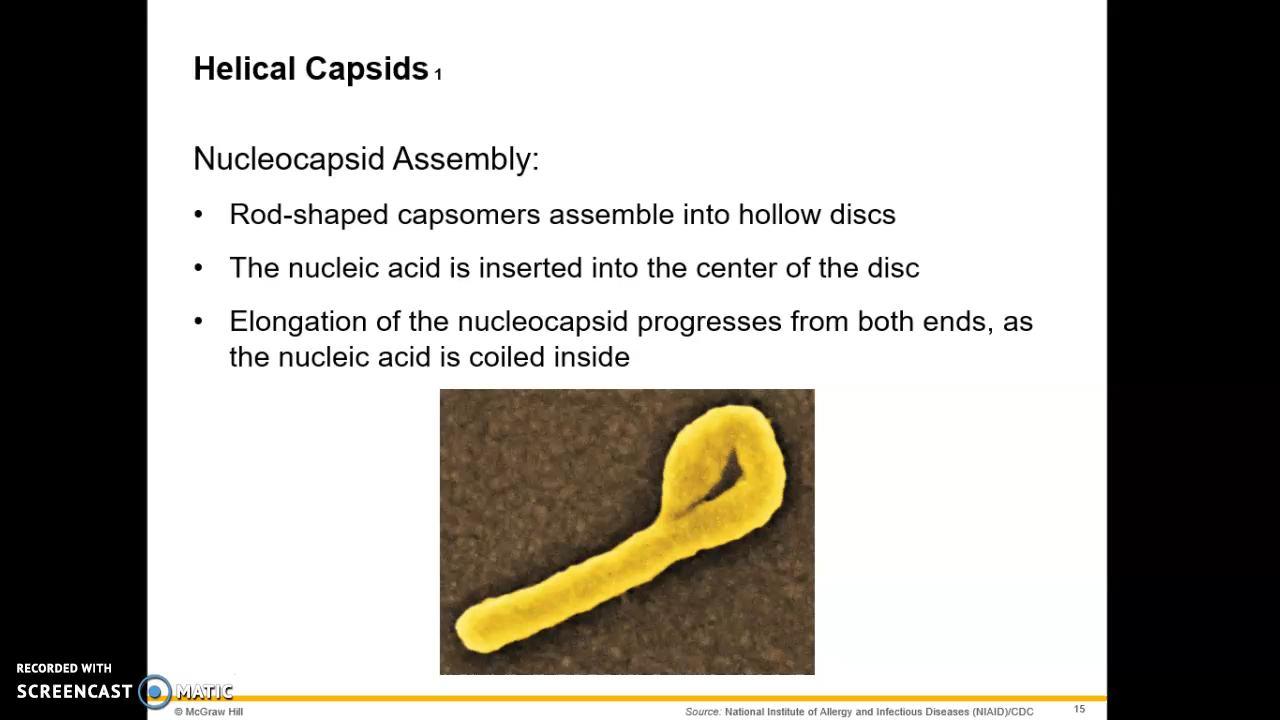 Helical Capsids 1
Nucleocapsid Assembly:
• Rod-shaped capsomers assemble into hollow discs
• The nucleic acid is inserted into the center of the disc
• Elongation of the nucleocapsid progresses from both ends, as
the nucleic acid is coiled inside
RECORDED WITH
SCREENCAST MATIC
© McGraw Hill
Source: National Institute of Allergy and Infectious Diseases (NIAID)/CDC
15